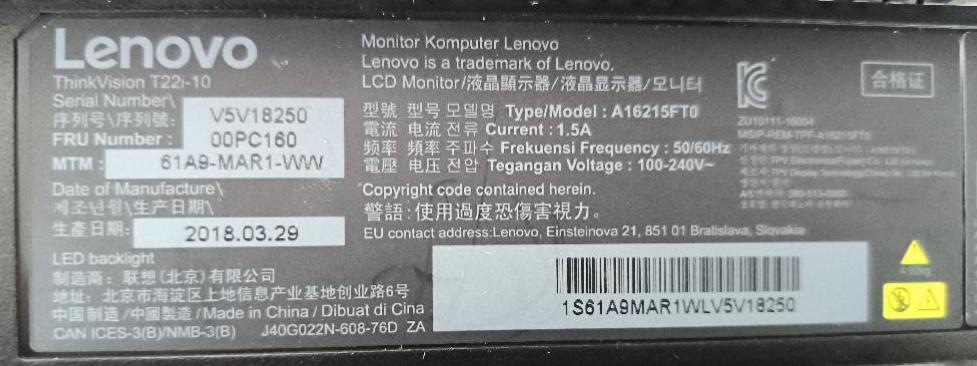 Lenovo
ThinkVision T22i-10
Serial Number\
序列号\序列號: V5V18250
FRU Number : 00PC160
MTM : 61A9-MAR1-WW
Date of Manufacture\
제조년월\生产日期\
生產日期: 2018.03.29
LED backlight
制造商：联想(北京)有限公司
地址：北京市海淀区上地信息产业基地创业路6号
中国制造 /中國製造 / Made in China / Dibuat di Cina
CAN ICES-3(B)/NMB-3(B) J40G022N-608-76D ZA
Monitor Komputer Lenovo
Lenovo is a trademark of Lenovo.
LCD Monitor/液晶顯示器/液晶显示器/모니터
型號 型号 모델명 Type/Model : A16215FT0
電流 电流 전류 Current : 1.5A
频率 頻率 주파수 Frekuensi Frequency : 50/60Hz
電壓 电压 전압 Tegangan Voltage : 100-240V~
Copyright code contained herein.
警語:使用過度恐傷害視力。
EU contact address:Lenovo, Einsteinova 21, 851 01 Bratislava, Slovakia
1S61A9MAR1WLV5V18250
合格证
ZU10111-16004
MSIP-REM-TPF-A16215FT0
4.92kg